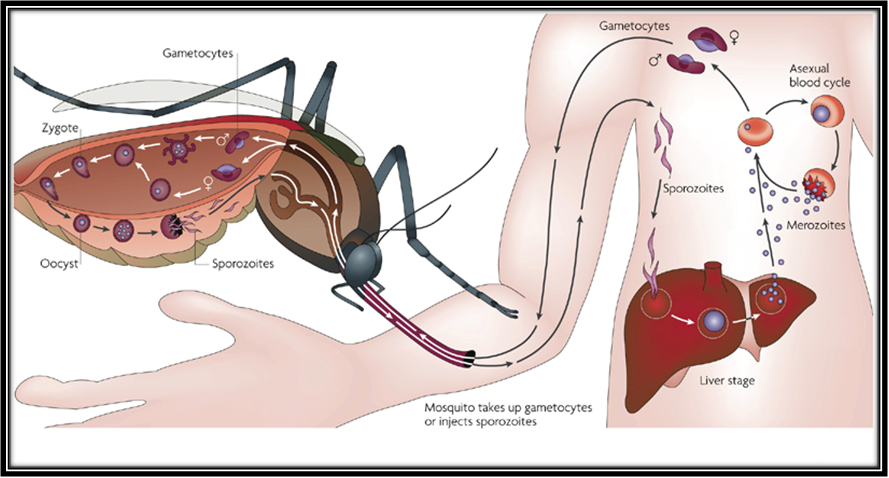 Gametocytes
Zygote
Oocyst
Sporozoites
Gametocytes
♀
♂
Asexual
blood cycle
♂
♀
Sporozoites
Merozoites
Liver stage
Mosquito takes up gametocytes
or injects sporozoites